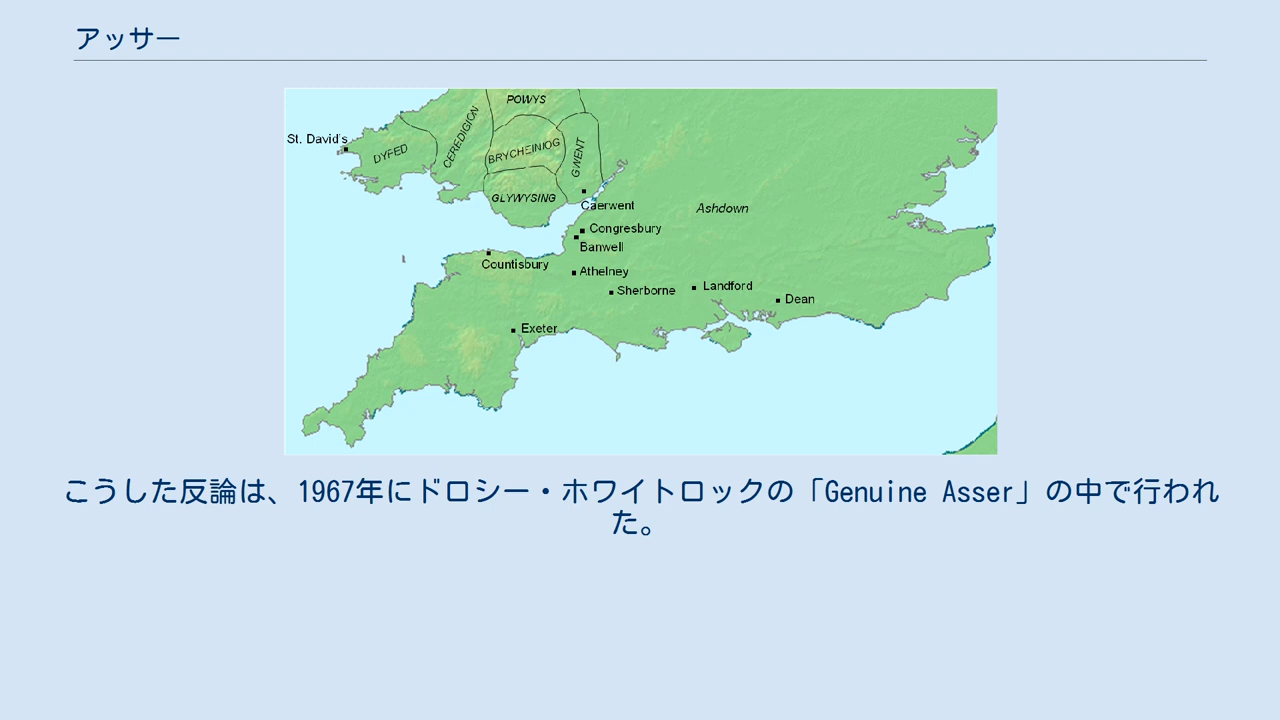 アッサー
POWYS
St. David's
DYFED
CEREDIGION
BRYCHEINIOG
GWENT
GLYWYSING
Caerwent
Ashdown
Congresbury
Banwell
Countisbury
Athelney
Sherborne
Landford
Dean
Exeter
こうした反論は、1967年にドロシー・ホワイトロックの「Genuine Asser」の中で行われ
た。